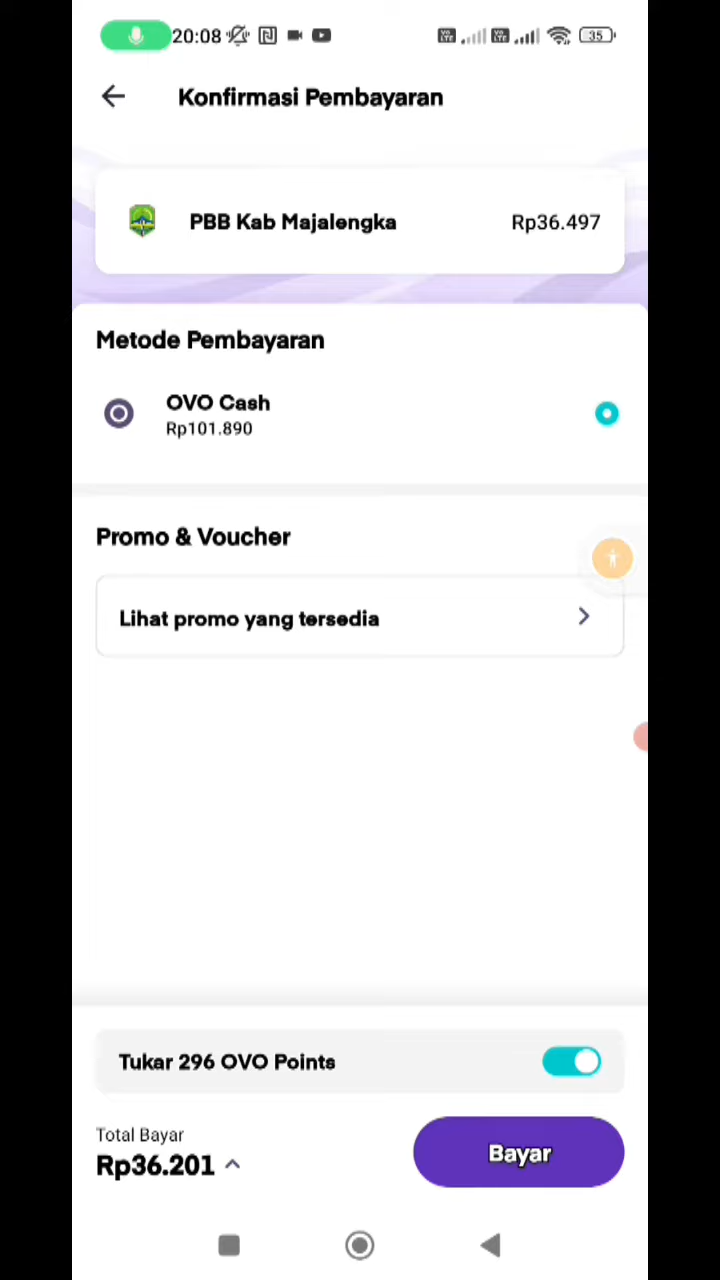 20:08
35
Konfirmasi Pembayaran
PBB Kab Majalengka Rp36.497
Metode Pembayaran
OVO Cash
Rp101.890
Promo & Voucher
Lihat promo yang tersedia
Tukar 296 OVO Points
Total Bayar
Rp36.201
Bayar